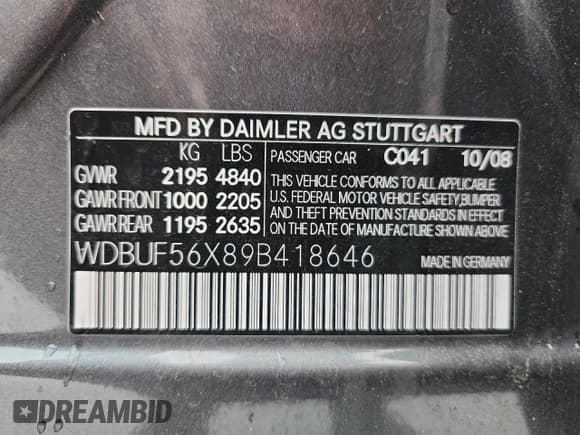 MFD BY DAIMLER AG STUTTGART
KG LBS PASSENGER CAR C041 10/08
GVWR 2195 4840 THIS VEHICLE CONFORMS TO ALL APPLICABLE
GAWR FRONT 1000 2205 U.S. FEDERAL MOTOR VEHICLE SAFETY, BUMPER,
GAWR REAR 1195 2635 AND THEFT PREVENTION STANDARDS IN EFFECT
ON THE DATE OF MANUFACTURE SHOWN ABOVE.
WDBUF56X89B418646 MADE IN GERMANY
DREAMBID